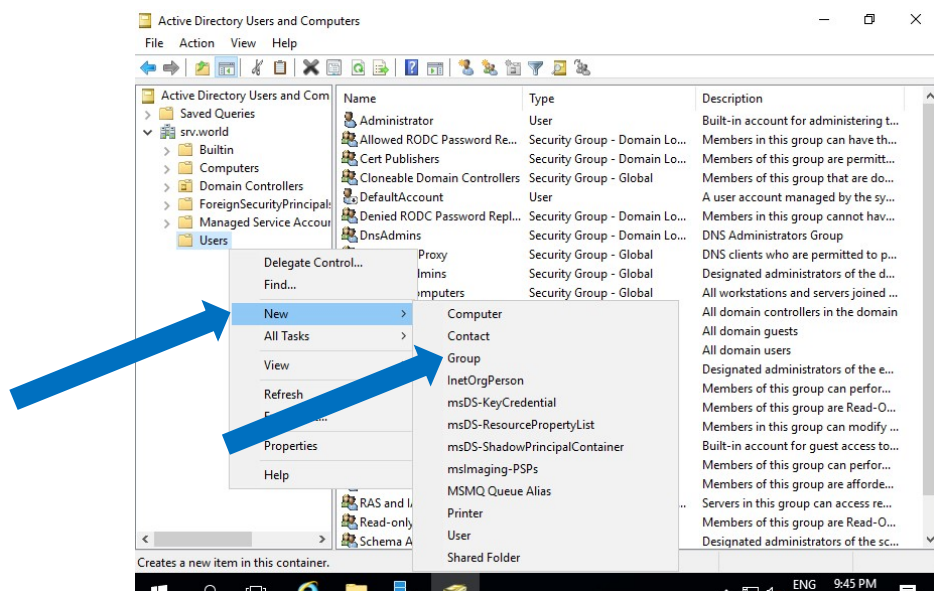 Active Directory Users and Computers
File Action View Help
Active Directory Users and Com
Saved Queries
srv.world
Builtin
Computers
Domain Controllers
ForeignSecurityPrincipals
Managed Service Accour
Users
Name Type Description
Administrator User Built-in account for administering t...
Allowed RODC Password Re... Security Group - Domain Lo... Members in this group can have th...
Cert Publishers Security Group - Domain Lo... Members of this group are permitt...
Cloneable Domain Controllers Security Group - Global Members of this group that are do...
DefaultAccount User A user account managed by the sy...
Denied RODC Password Repl... Security Group - Domain Lo... Members in this group cannot hav...
DnsAdmins Security Group - Domain Lo... DNS Administrators Group
Proxy Security Group - Global DNS clients who are permitted to p...
Security Group - Global Designated administrators of the d...
Security Group - Global All workstations and servers joined ...
All domain controllers in the domain
All domain guests
All domain users
Designated administrators of the e...
Members of this group can perfor...
Members of this group are Read-O...
Members in this group can modify ...
Built-in account for guest access to...
Members of this group can perfor...
Members of this group are afforde...
RAS and Servers in this group can access re...
Read-only Members of this group are Read-O...
Schema A Designated administrators of the sc...
Delegate Control...
Find...
New
All Tasks
View
Refresh
Properties
Help
Computer
Contact
Group
InetOrgPerson
msDS-KeyCredential
msDS-ResourcePropertyList
msDS-ShadowPrincipalContainer
msImaging-PSPs
MSMQ Queue Alias
Printer
User
Shared Folder
Creates a new item in this container.
ENG 9:45 PM